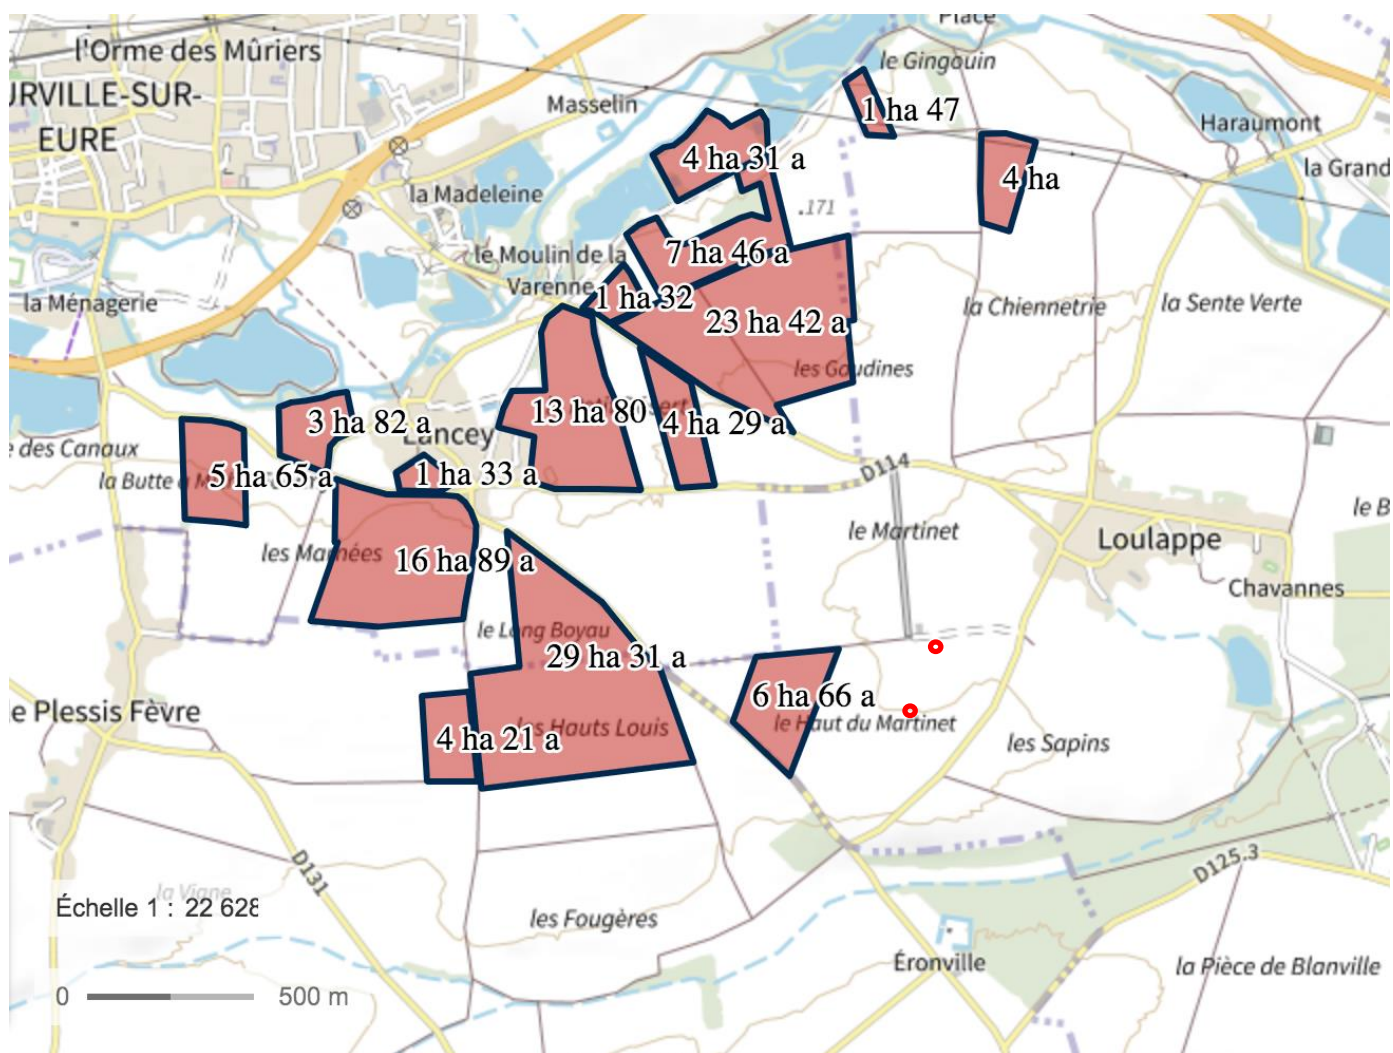 Place
l'Orme des Mûriers
le Gingouin
URVILLE-SUR-
EURE
Masselin
1 ha 47
Haraumont
4 ha 31 a
la Grand
4 ha
la Madeleine
.171
le Moulin de la
Varenne
7 ha 46 a
1 ha 32
la Ménagerie
la Chiennetrie
la Sente Verte
23 ha 42 a
les Gaudines
13 ha 80
4 ha 29 a
3 ha 82 a
Lancey
e des Canaux
D114
5 ha 65 a
la Butte à
1 ha 33 a
le B
le Martinet
Loulappe
les Marnées
16 ha 89 a
Chavannes
le Long Boyau
29 ha 31 a
6 ha 66 a
e Plessis Fèvre
les Hauts Louis
le Haut du Martinet
4 ha 21 a
les Sapins
D131
D125.3
la Vigne
Échelle 1 : 22 628
les Fougères
Éronville
la Pièce de Blanville
0
500 m